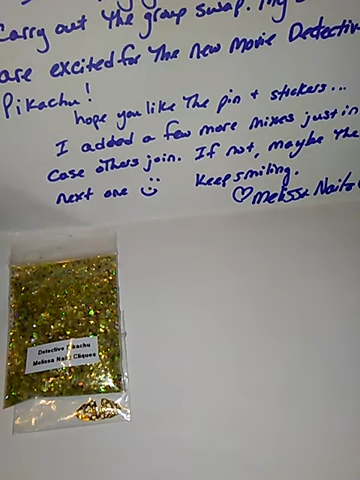 Carry out the group swap. My
are excited for The new movie Detective
Pikachu!
hope you like The pin + stickers...
I added a few more mixes just in
case others join. If not, maybe The
next one
Keep smiling.
♡ Melissa Nailz
Detective Pikachu
Melissa Nailz Cliques